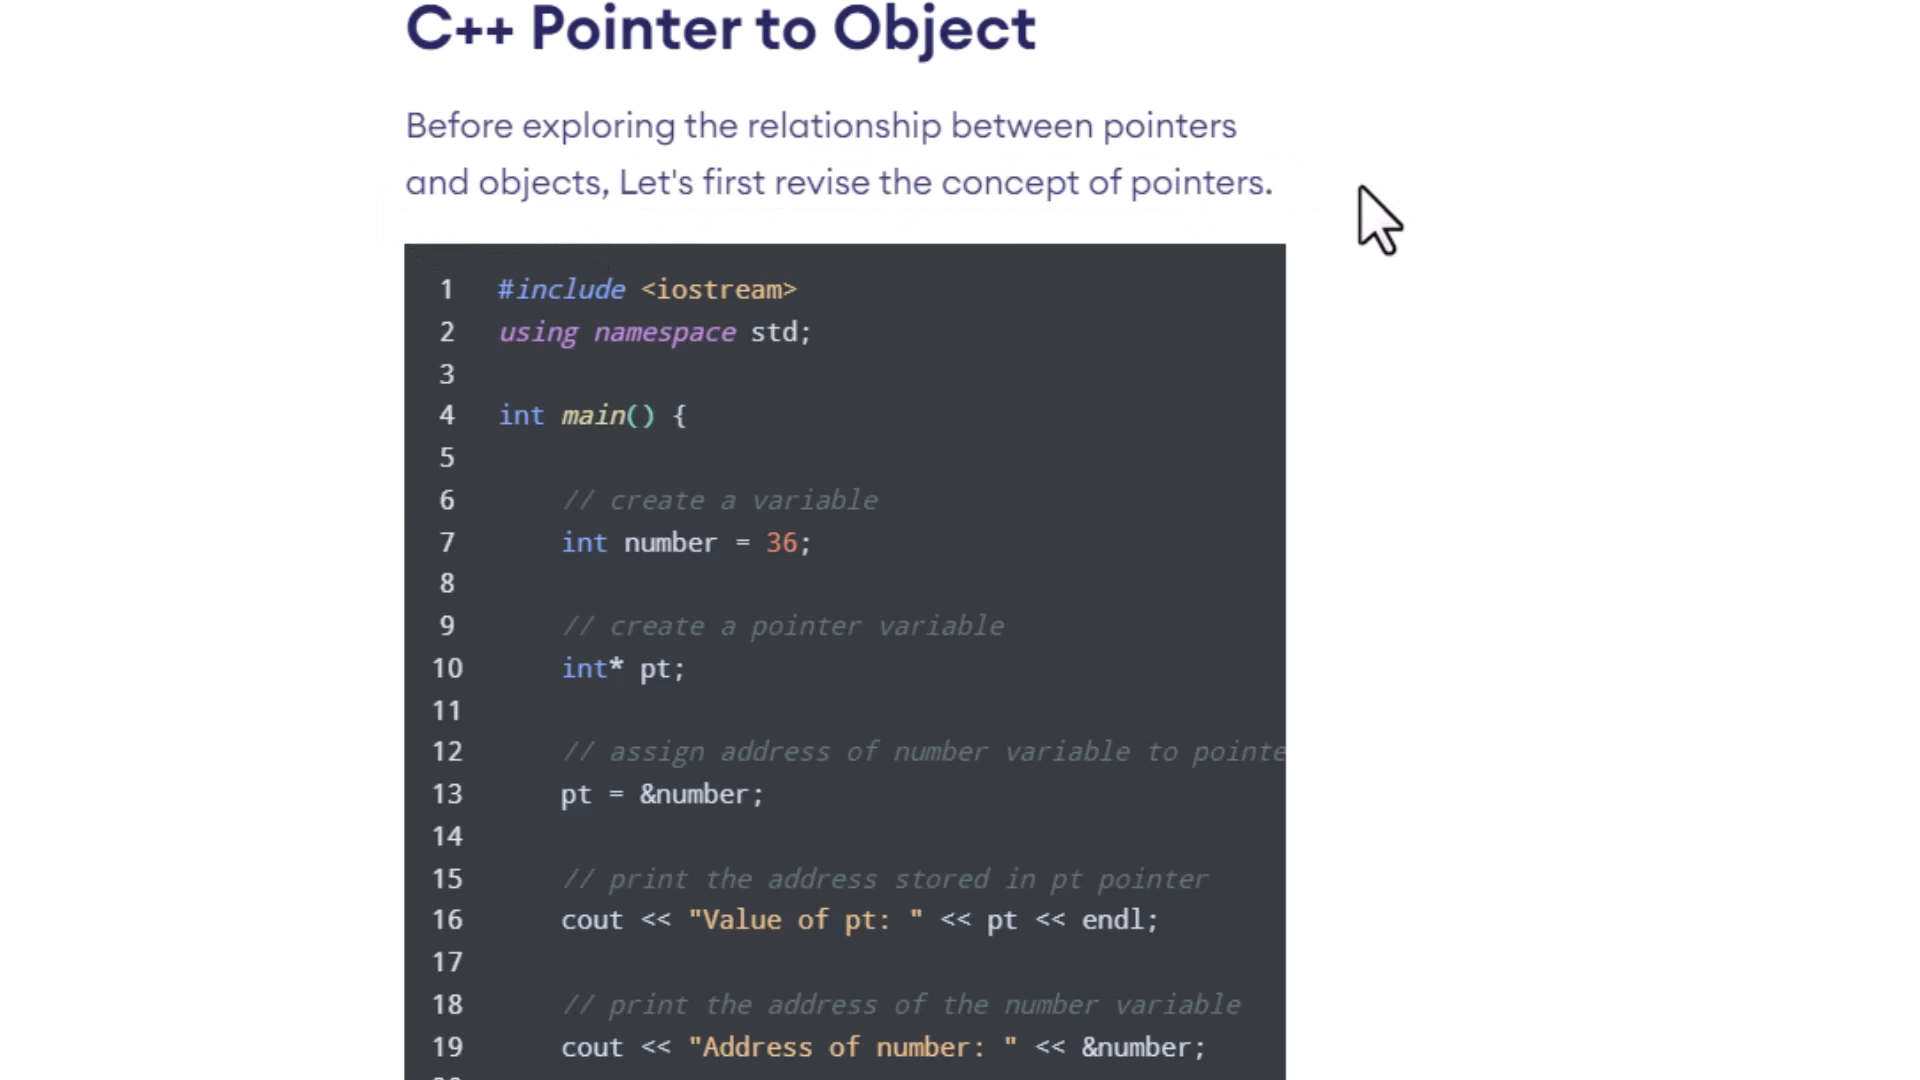 C++ Pointer to Object
Before exploring the relationship between pointers
and objects, Let's first revise the concept of pointers.
1 #include <iostream>
2 using namespace std;
3
4 int main() {
5
6 // create a variable
7 int number = 36;
8
9 // create a pointer variable
10 int* pt;
11
12 // assign address of number variable to pointe
13 pt = &number;
14
15 // print the address stored in pt pointer
16 cout << "Value of pt: " << pt << endl;
17
18 // print the address of the number variable
19 cout << "Address of number: " << &number;